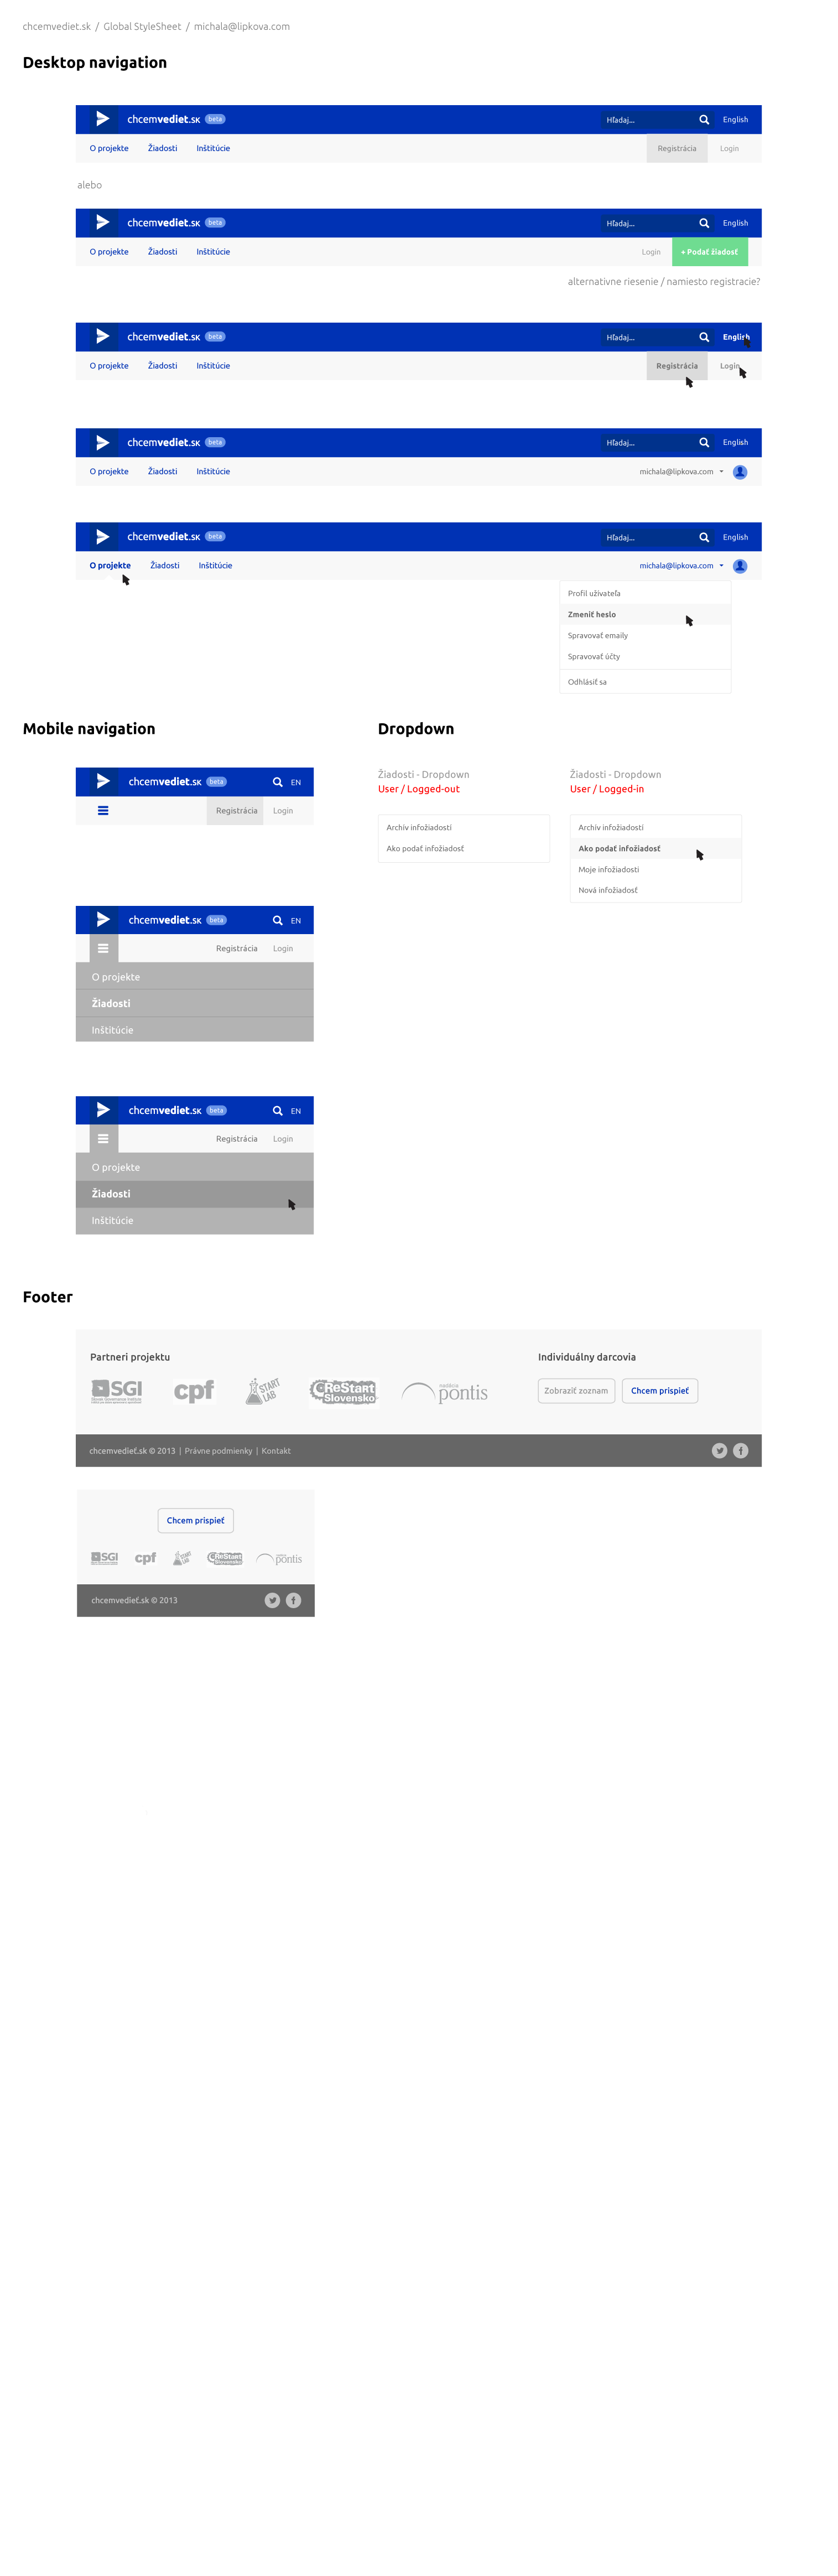 chcemvediet.sk / Global StyleSheet / michala@lipkova.com
Desktop navigation
chcemvediet.sk beta Hľadaj... English
O projekte Žiadosti Inštitúcie Registrácia Login
alebo
chcemvediet.sk beta Hľadaj... English
O projekte Žiadosti Inštitúcie Login + Podať žiadosť
alternativne riesenie / namiesto registracie?
chcemvediet.sk beta Hľadaj... English
O projekte Žiadosti Inštitúcie Registrácia Login
chcemvediet.sk beta Hľadaj... English
O projekte Žiadosti Inštitúcie michala@lipkova.com
chcemvediet.sk beta Hľadaj... English
O projekte Žiadosti Inštitúcie michala@lipkova.com
Profil užívateľa
Zmeniť heslo
Spravovať emaily
Spravovať účty
Odhlásiť sa
Mobile navigation
chcemvediet.sk beta EN
Registrácia Login
chcemvediet.sk beta EN
Registrácia Login
O projekte
Žiadosti
Inštitúcie
chcemvediet.sk beta EN
Registrácia Login
O projekte
Žiadosti
Inštitúcie
Dropdown
Žiadosti - Dropdown
User / Logged-out
Archív infožiadostí
Ako podať infožiadosť
Žiadosti - Dropdown
User / Logged-in
Archív infožiadostí
Ako podať infožiadosť
Moje infožiadosti
Nová infožiadosť
Footer
Partneri projektu Individuálny darcovia
SGI cpf START LAB ReStart Slovensko nadácia pontis Zobraziť zoznam Chcem prispieť
chcemvedieť.sk © 2013 | Právne podmienky | Kontakt
Chcem prispieť
SGI cpf START LAB ReStart Slovensko pontis
chcemvedieť.sk © 2013